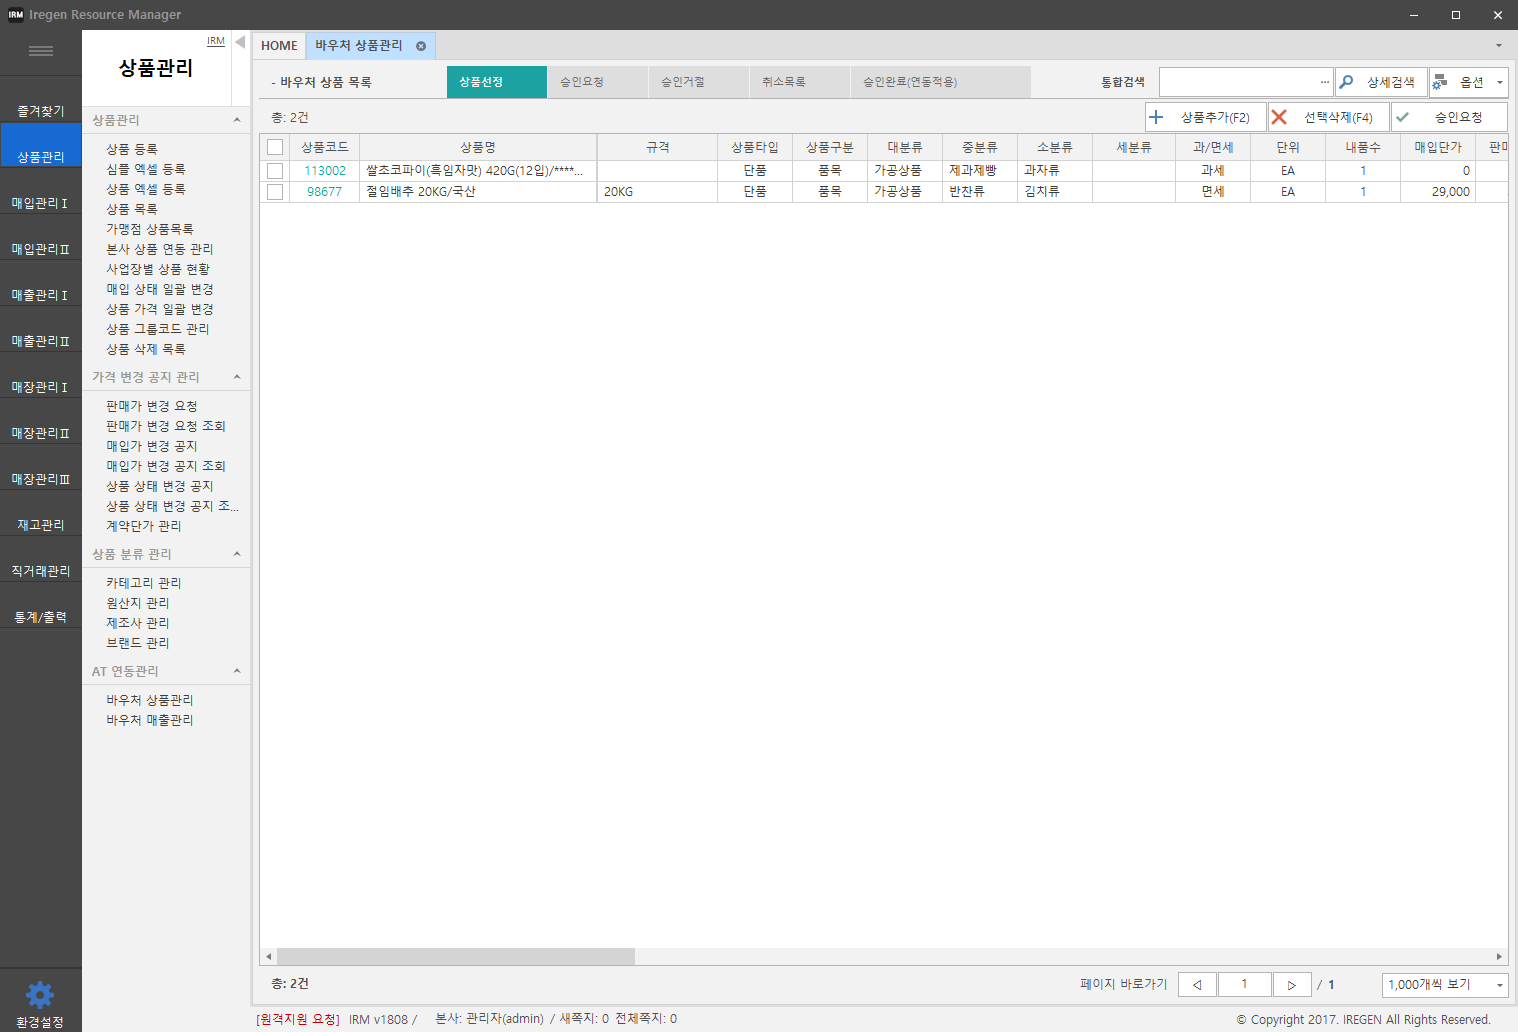 IRM Iregen Resource Manager
즐겨찾기
상품관리
매입관리 I
매입관리 II
매출관리 I
매출관리 II
매장관리 I
매장관리 II
매장관리 III
재고관리
직거래관리
통계/출력
환경설정
IRM
상품관리
상품관리
상품 등록
심플 엑셀 등록
상품 엑셀 등록
상품 목록
가맹점 상품목록
본사 상품 연동 관리
사업장별 상품 현황
매입 상태 일괄 변경
상품 가격 일괄 변경
상품 그룹코드 관리
상품 삭제 목록
가격 변경 공지 관리
판매가 변경 요청
판매가 변경 요청 조회
매입가 변경 공지
매입가 변경 공지 조회
상품 상태 변경 공지
상품 상태 변경 공지 조...
계약단가 관리
상품 분류 관리
카테고리 관리
원산지 관리
제조사 관리
브랜드 관리
AT 연동관리
바우처 상품관리
바우처 매출관리
HOME 바우처 상품관리
- 바우처 상품 목록 상품선정 승인요청 승인거절 취소목록 승인완료(연동적용) 통합검색 ... 상세검색 옵션
총: 2건 상품추가(F2) 선택삭제(F4) 승인요청
상품코드 상품명 규격 상품타입 상품구분 대분류 중분류 소분류 세분류 과/면세 단위 내품수 매입단가 판매
113002 쌀초코파이(흑임자맛) 420G(12입)/****... 단품 품목 가공상품 제과제빵 과자류 과세 EA 1 0
98677 절임배추 20KG/국산 20KG 단품 품목 가공상품 반찬류 김치류 면세 EA 1 29,000
총: 2건 페이지 바로가기 1 / 1 1,000개씩 보기
[원격지원 요청] IRM v1808 / 본사: 관리자(admin) / 새쪽지: 0 전체쪽지: 0 © Copyright 2017. IREGEN All Rights Reserved.